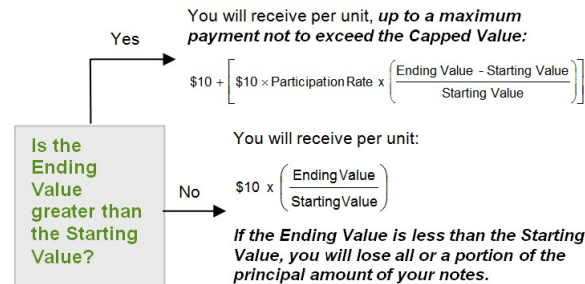 You will receive per unit, up to a maximum
payment not to exceed the Capped Value:
Yes
$10 + [ $10 × Participation Rate x ( Ending Value - Starting Value / Starting Value ) ]
Is the
Ending
Value
greater than
the Starting
Value?
No
You will receive per unit:
$10 x ( Ending Value / Starting Value )
If the Ending Value is less than the Starting
Value, you will lose all or a portion of the
principal amount of your notes.